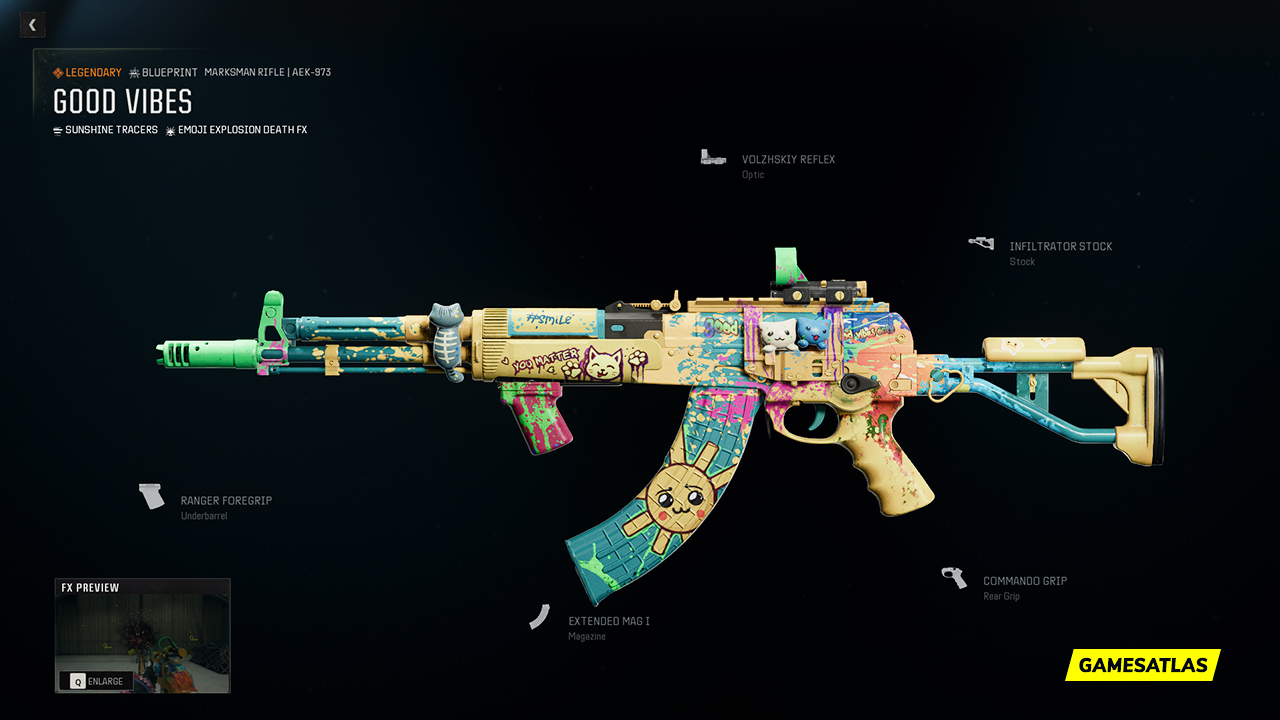 LEGENDARY BLUEPRINT MARKSMAN RIFLE | AEK-973
GOOD VIBES
SUNSHINE TRACERS EMOJI EXPLOSION DEATH FX
VOLZHSKIY REFLEX
Optic
INFILTRATOR STOCK
Stock
#SMILE
good
YOU MATTER
RANGER FOREGRIP
Underbarrel
FX PREVIEW
Q ENLARGE
COMMANDO GRIP
Rear Grip
EXTENDED MAG I
Magazine
GAMESATLAS